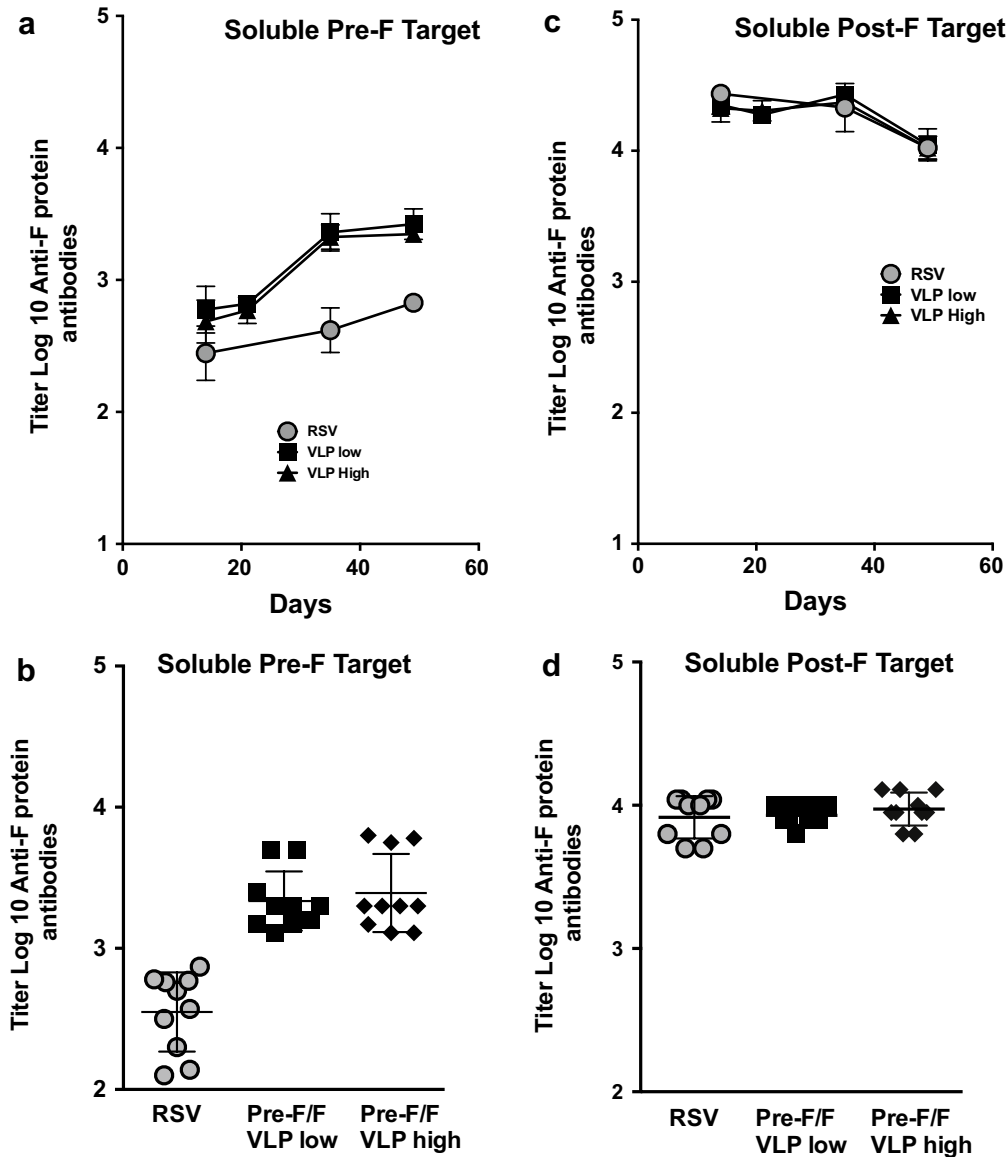 a
Soluble Pre-F Target
Titer Log 10 Anti-F protein
antibodies
5
4
3
2
1
0
20
40
60
Days
RSV
VLP low
VLP High
c
Soluble Post-F Target
Titer Log 10 Anti-F protein
antibodies
5
4
3
2
1
0
20
40
60
Days
RSV
VLP low
VLP High
b
Soluble Pre-F Target
Titer Log 10 Anti-F protein
antibodies
5
4
3
2
RSV
Pre-F/F
VLP low
Pre-F/F
VLP high
d
Soluble Post-F Target
Titer Log 10 Anti-F protein
antibodies
5
4
3
2
RSV
Pre-F/F
VLP low
Pre-F/F
VLP high